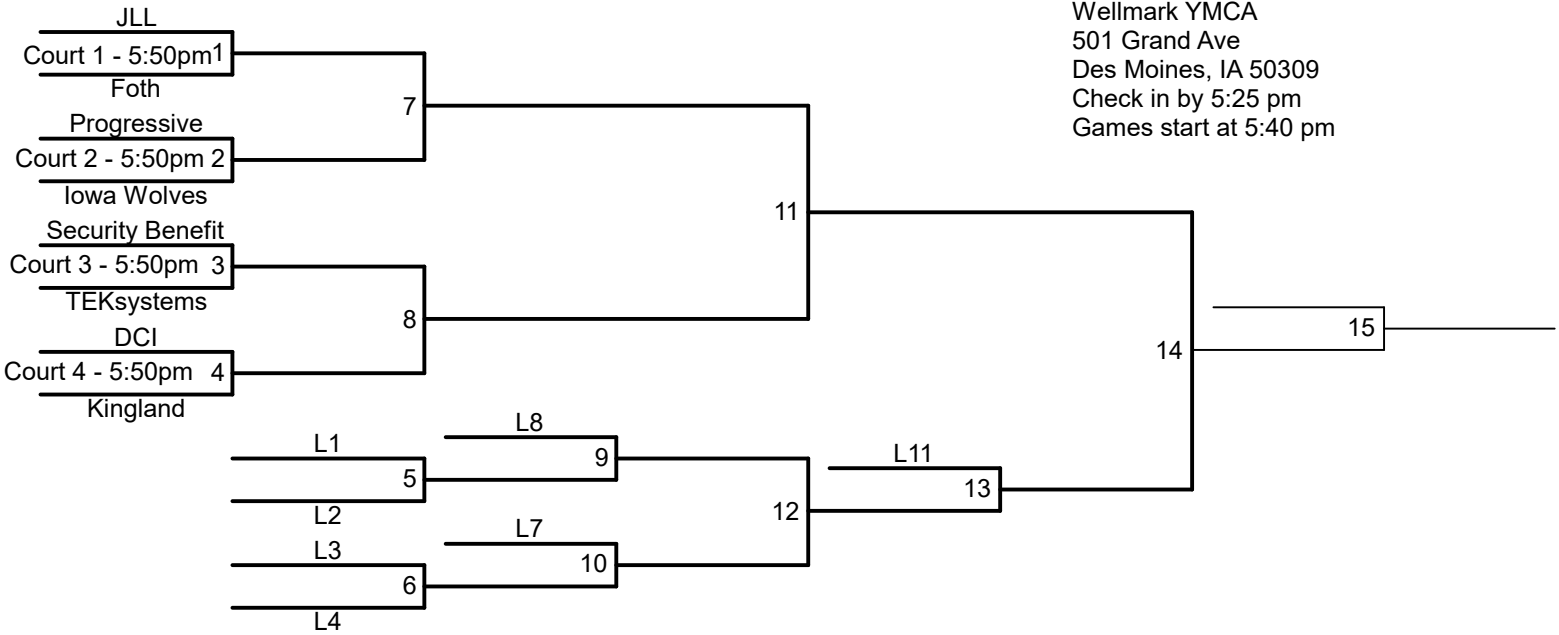 JLL
Court 1 - 5:50pm 1
Foth
Progressive
Court 2 - 5:50pm 2
Iowa Wolves
Security Benefit
Court 3 - 5:50pm 3
TEKsystems
DCI
Court 4 - 5:50pm 4
Kingland
7
8
11
L1
5
L2
L3
6
L4
L8
9
L7
10
12
L11
13
14
15
Wellmark YMCA
501 Grand Ave
Des Moines, IA 50309
Check in by 5:25 pm
Games start at 5:40 pm